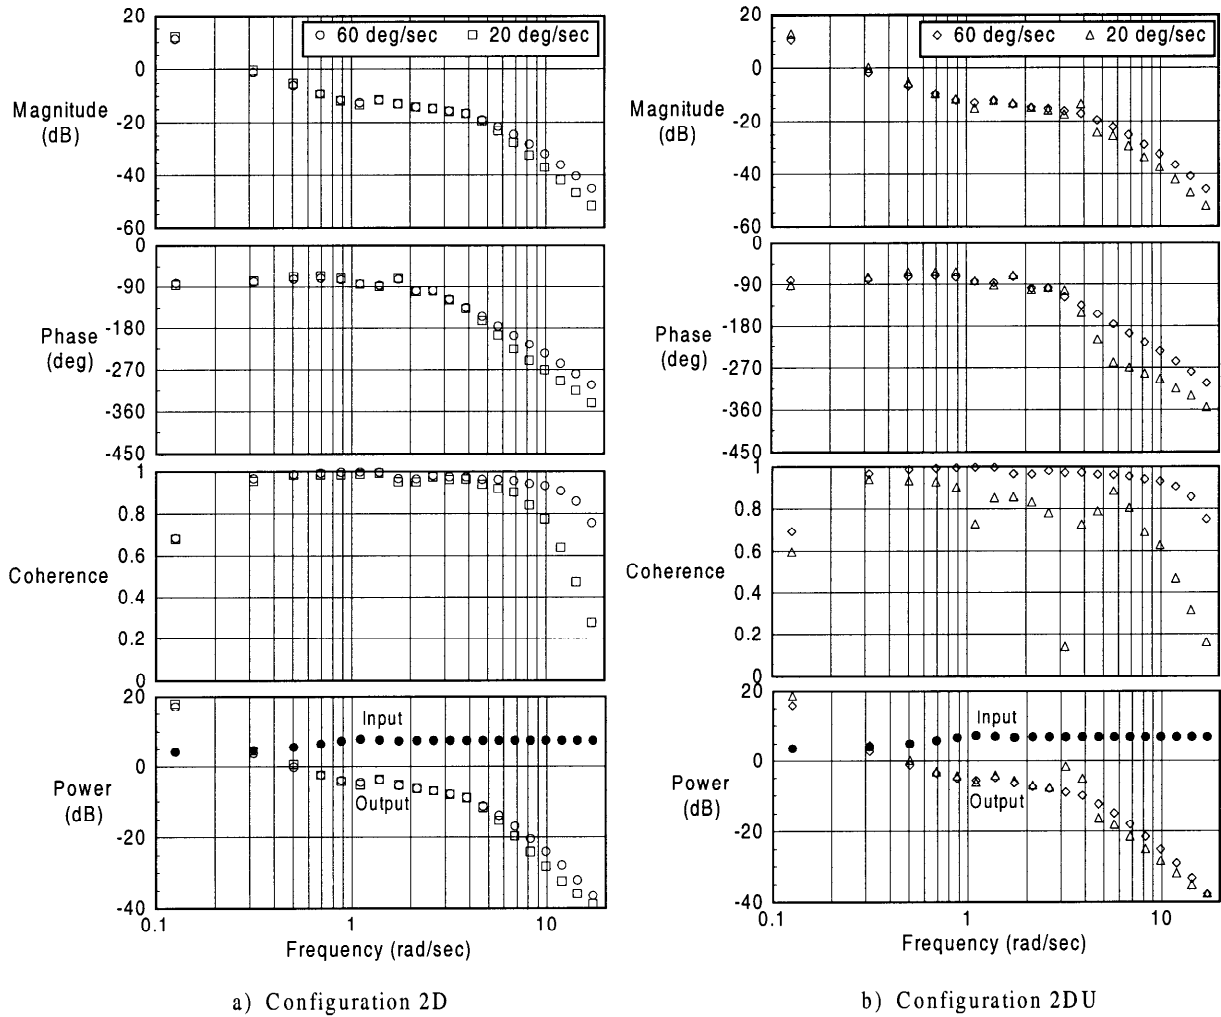 20
0
-20
-40
-60
Magnitude
(dB)
60 deg/sec 20 deg/sec
0
-90
-180
-270
-360
-450
Phase
(deg)
1
0.8
0.6
0.4
0.2
0
Coherence
20
0
-20
-40
Power
(dB)
Input
Output
0.1 1 10
Frequency (rad/sec)
a) Configuration 2D
20
0
-20
-40
-60
Magnitude
(dB)
60 deg/sec 20 deg/sec
0
-90
-180
-270
-360
-450
Phase
(deg)
1
0.8
0.6
0.4
0.2
0
Coherence
20
0
-20
-40
Power
(dB)
Input
Output
0.1 1 10
Frequency (rad/sec)
b) Configuration 2DU